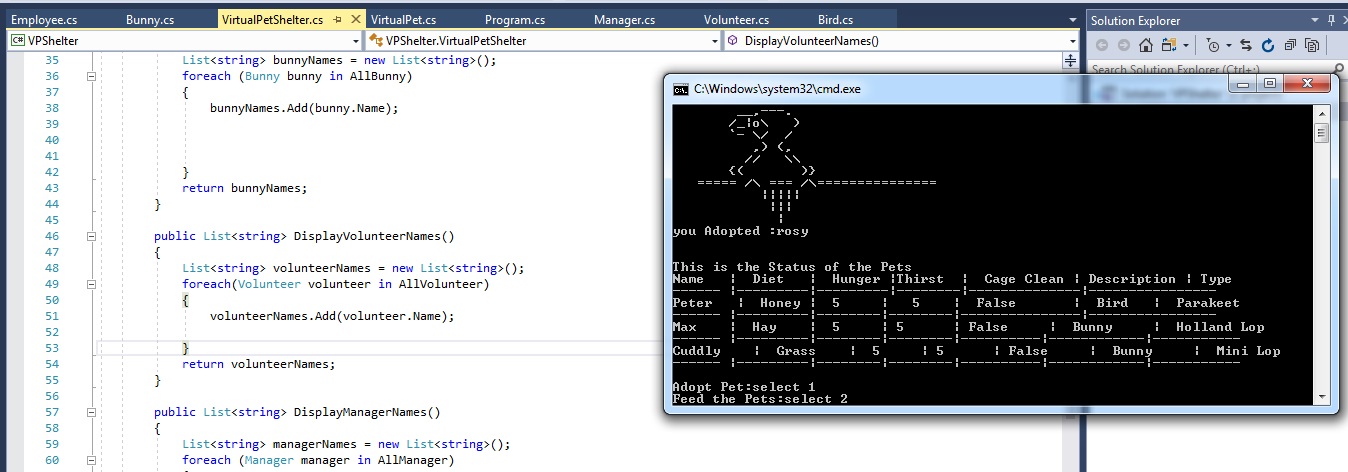 Employee.cs Bunny.cs VirtualPetShelter.cs VirtualPet.cs Program.cs Manager.cs Volunteer.cs Bird.cs
VPShelter VPShelter.VirtualPetShelter DisplayVolunteerNames()
35 List<string> bunnyNames = new List<string>();
36 foreach (Bunny bunny in AllBunny)
37 {
38 bunnyNames.Add(bunny.Name);
39
40
41
42 }
43 return bunnyNames;
44 }
45
46 public List<string> DisplayVolunteerNames()
47 {
48 List<string> volunteerNames = new List<string>();
49 foreach(Volunteer volunteer in AllVolunteer)
50 {
51 volunteerNames.Add(volunteer.Name);
52
53 }
54 return volunteerNames;
55 }
56
57 public List<string> DisplayManagerNames()
58 {
59 List<string> managerNames = new List<string>();
60 foreach (Manager manager in AllManager)
Solution Explorer
Search Solution Explorer (Ctrl+;)
C:\Windows\system32\cmd.exe
you Adopted :rosy
This is the Status of the Pets
Name ¦ Diet ¦ Hunger ¦Thirst ¦ Cage Clean ¦ Description ¦ Type
Peter ¦ Honey ¦ 5 ¦ 5 ¦ False ¦ Bird ¦ Parakeet
Max ¦ Hay ¦ 5 ¦ 5 ¦ False ¦ Bunny ¦ Holland Lop
Cuddly ¦ Grass ¦ 5 ¦ 5 ¦ False ¦ Bunny ¦ Mini Lop
Adopt Pet:select 1
Feed the Pets:select 2